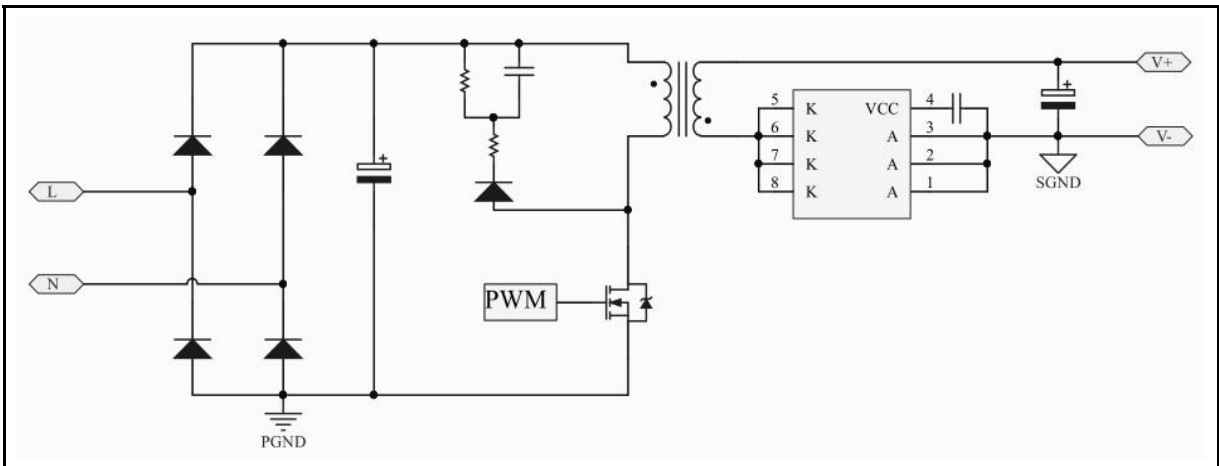 V+
5 K VCC 4
6 K A 3
V-
7 K A 2
8 K A 1
SGND
L
N
PWM
PGND
+
+